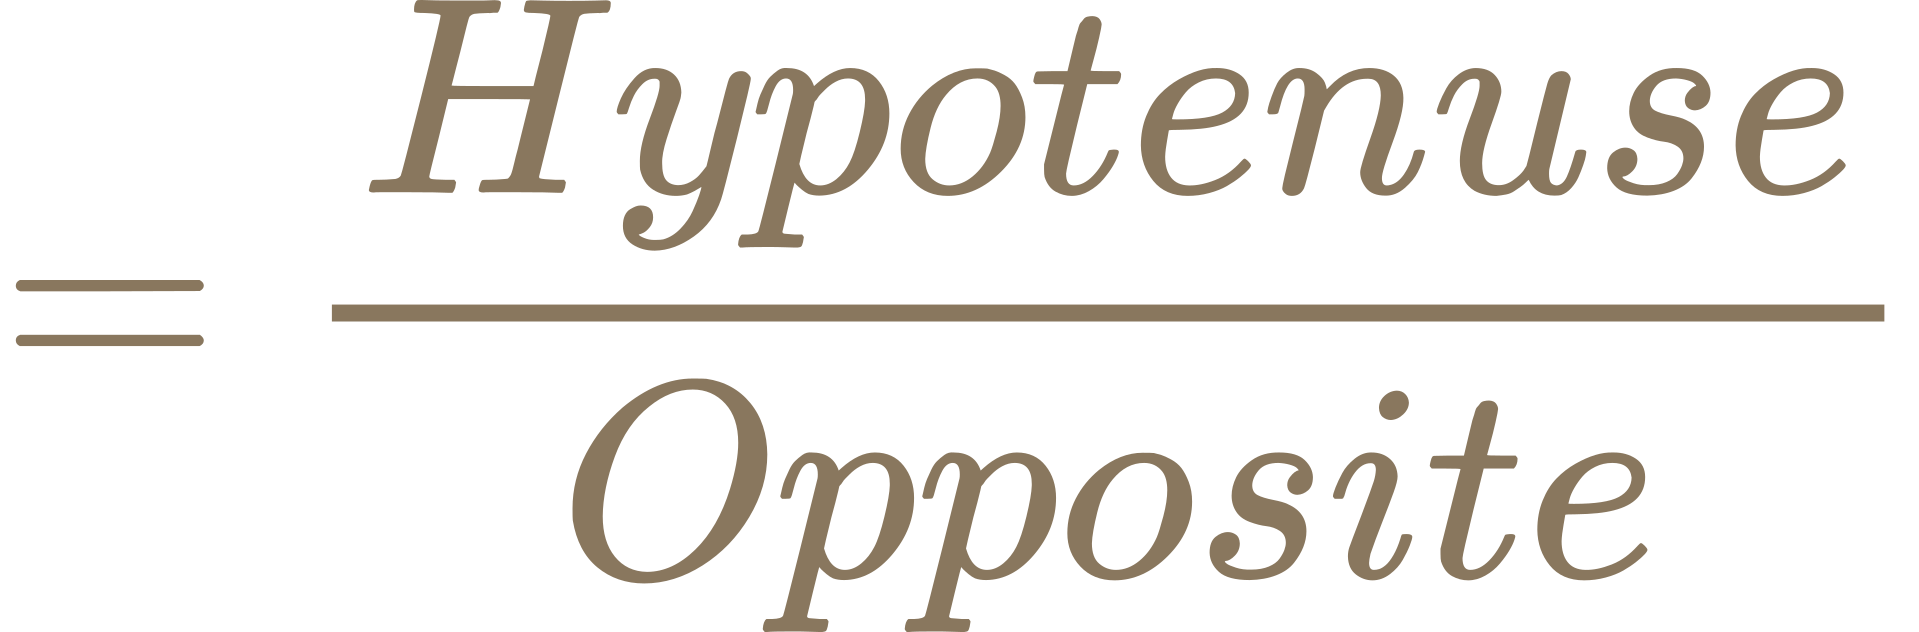 Hypotenuse
=
Opposite